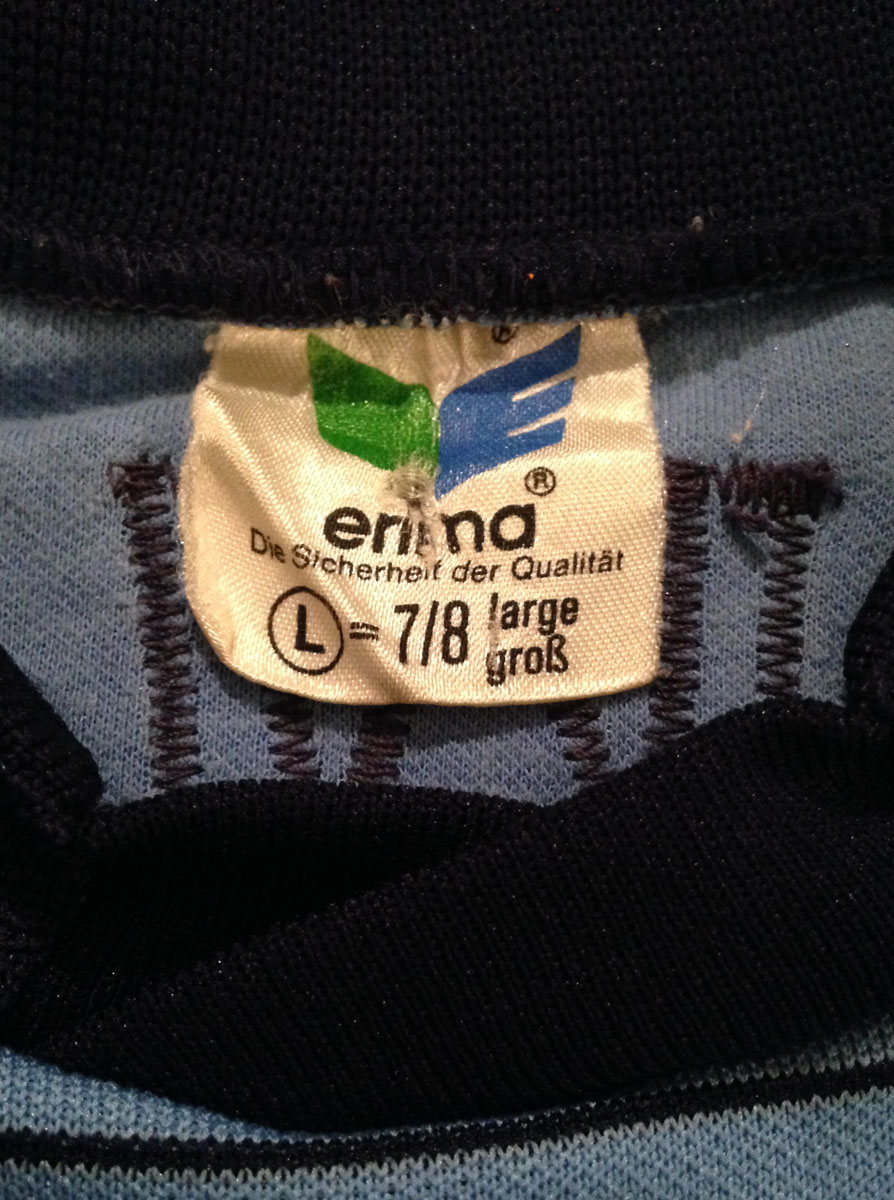 ®
®
erima
Die Sicherheit der Qualität
L = 7/8 large
groß